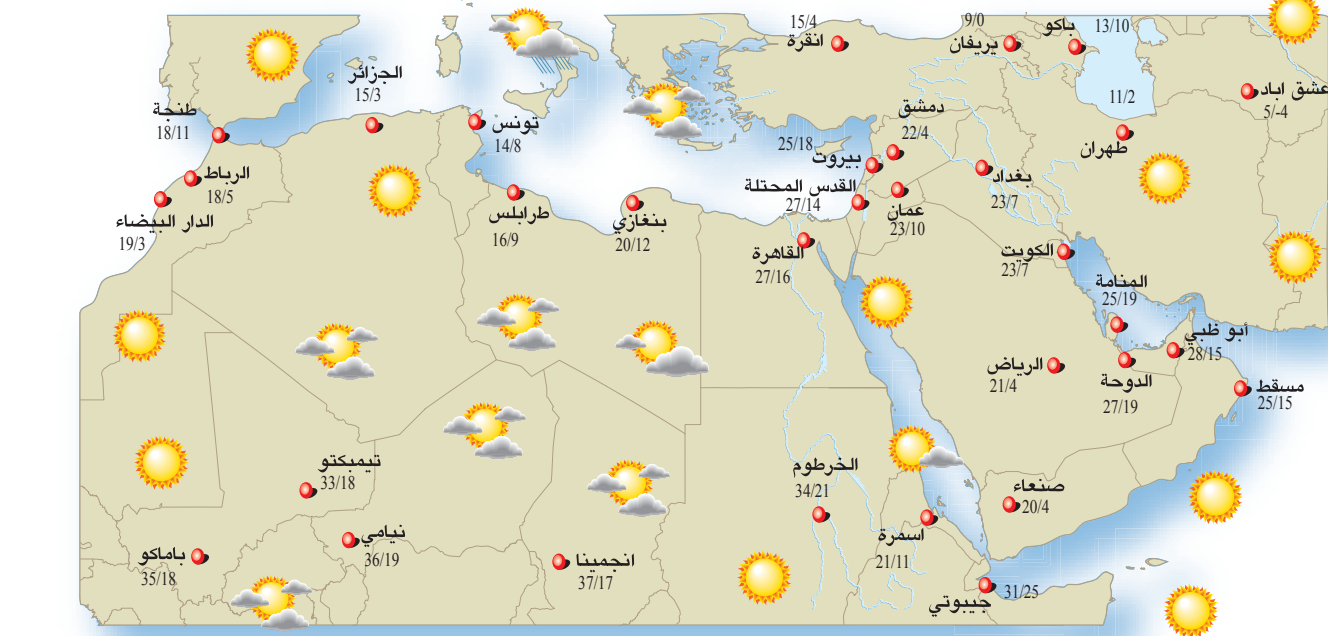 15/4
انقرة
9/0
يريفان
باكو
13/10
11/2
عشق اباد
5/-4
طهران
الجزائر
15/3
طنجة
18/11
تونس
14/8
الرباط
18/5
الدار البيضاء
19/3
طرابلس
16/9
بنغازي
20/12
دمشق
22/4
25/18
بيروت
القدس المحتلة
27/14
عمان
23/10
بغداد
23/7
القاهرة
27/16
الكويت
23/7
المنامة
25/19
أبو ظبي
28/15
الرياض
21/4
الدوحة
27/19
مسقط
25/15
تيمبكتو
33/18
الخرطوم
34/21
صنعاء
20/4
نيامي
36/19
باماكو
35/18
انجمينا
37/17
اسمرة
21/11
31/25
جيبوتي